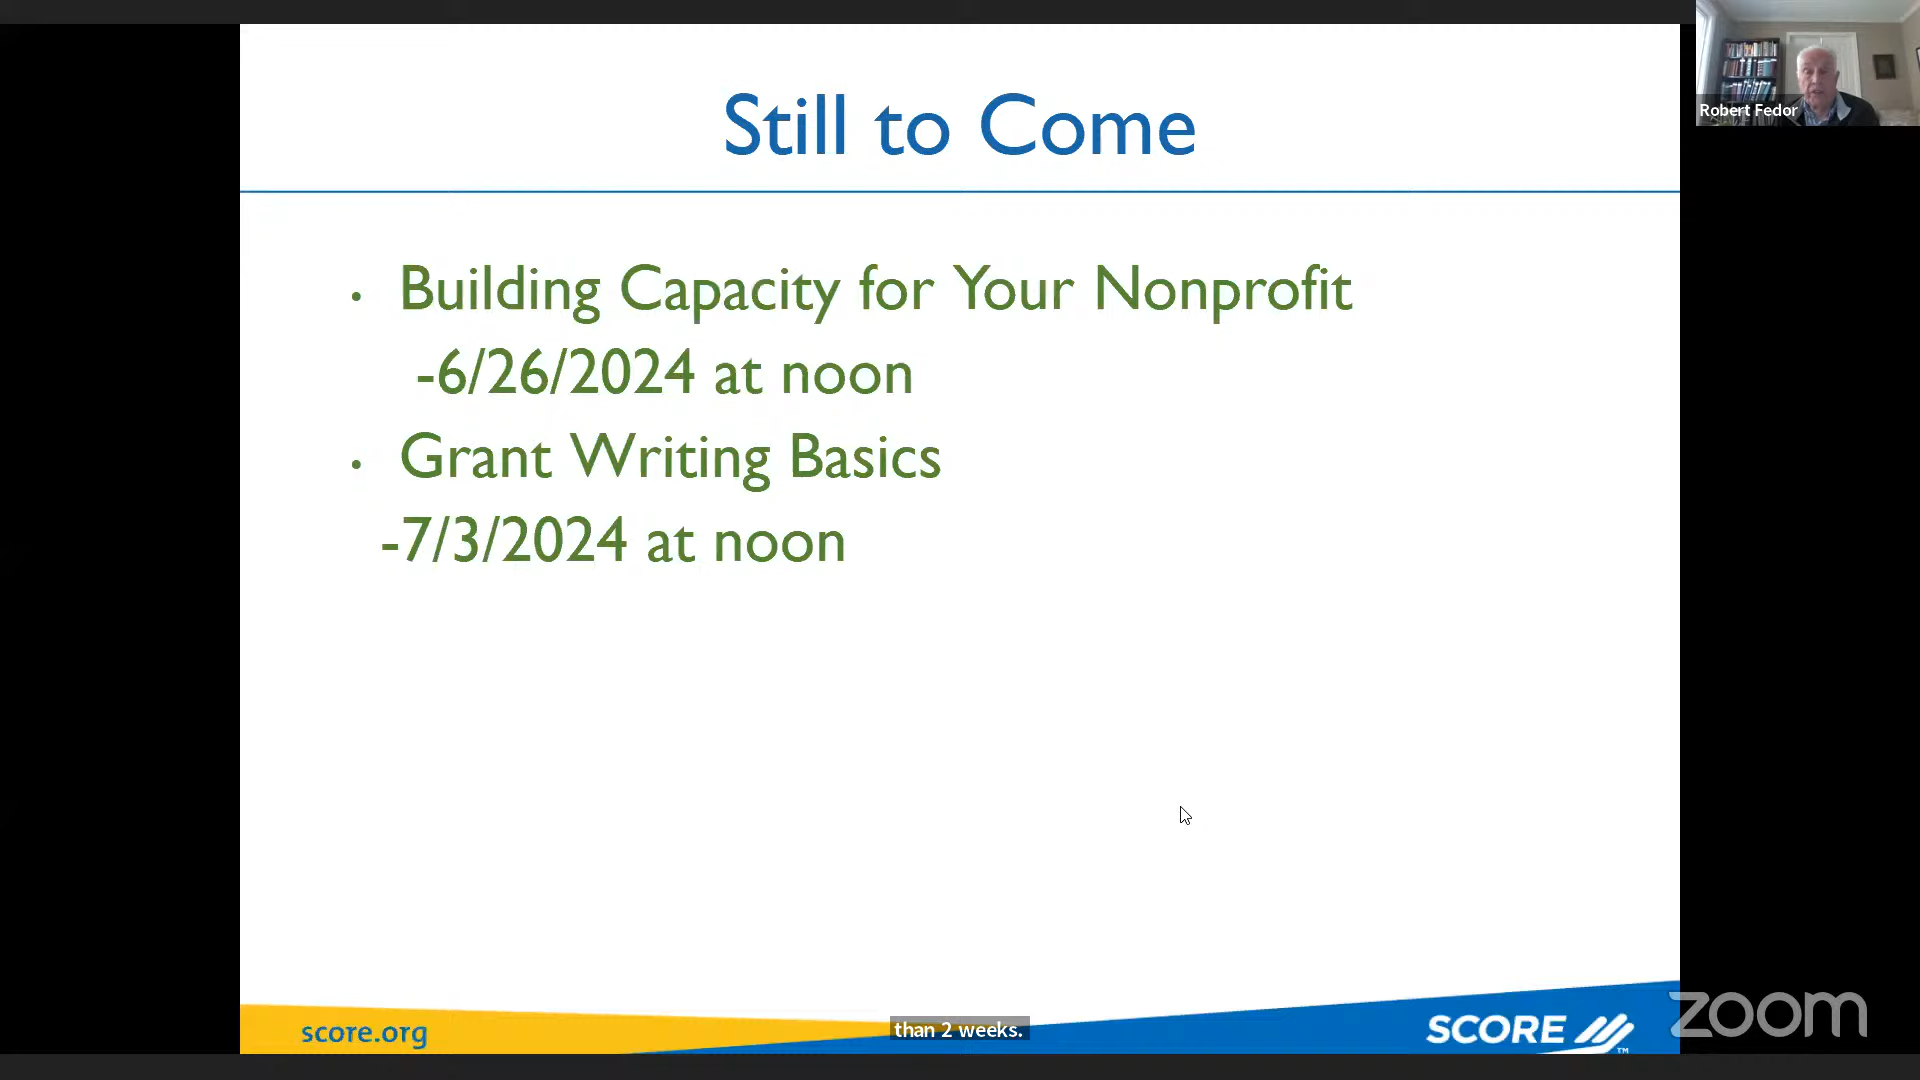 Still to Come
Robert Fedor
• Building Capacity for Your Nonprofit
-6/26/2024 at noon
• Grant Writing Basics
-7/3/2024 at noon
score.org
than 2 weeks.
SCORE
TM
zoom